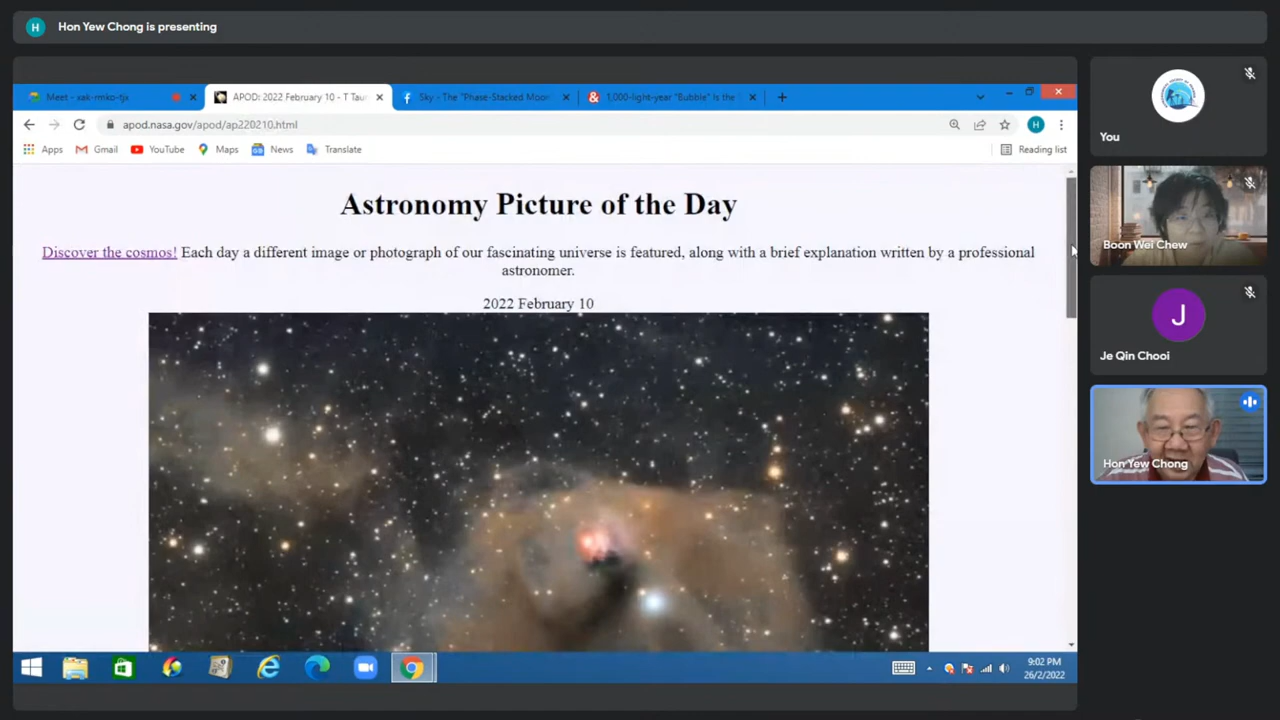 H
Hon Yew Chong is presenting
Meet - xak-rmko-tjx
APOD: 2022 February 10 - T Tau
Sky - The "Phase-Stacked Moon
1,000-light-year "Bubble" Is the
apod.nasa.gov/apod/ap220210.html
H
Apps
Gmail
YouTube
Maps
News
Translate
Reading list
Astronomy Picture of the Day
Discover the cosmos! Each day a different image or photograph of our fascinating universe is featured, along with a brief explanation written by a professional
astronomer.
2022 February 10
9:02 PM
26/2/2022
You
Boon Wei Chew
J
Je Qin Chooi
Hon Yew Chong